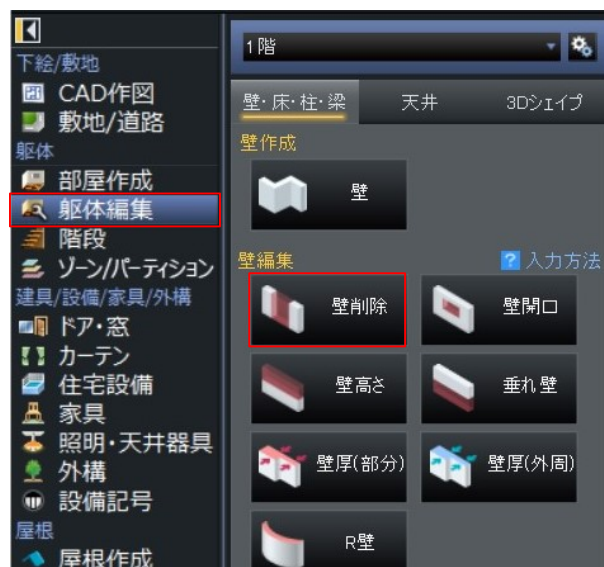 下絵/敷地
CAD作図
敷地/道路
躯体
部屋作成
躯体編集
階段
ゾーン/パーティション
建具/設備/家具/外構
ドア・窓
カーテン
住宅設備
家具
照明・天井器具
外構
設備記号
屋根
屋根作成
1階
壁・床・柱・梁 天井 3Dシェイプ
壁作成
壁
壁編集 ? 入力方法
壁削除 壁開口
壁高さ 垂れ壁
壁厚(部分) 壁厚(外周)
R壁